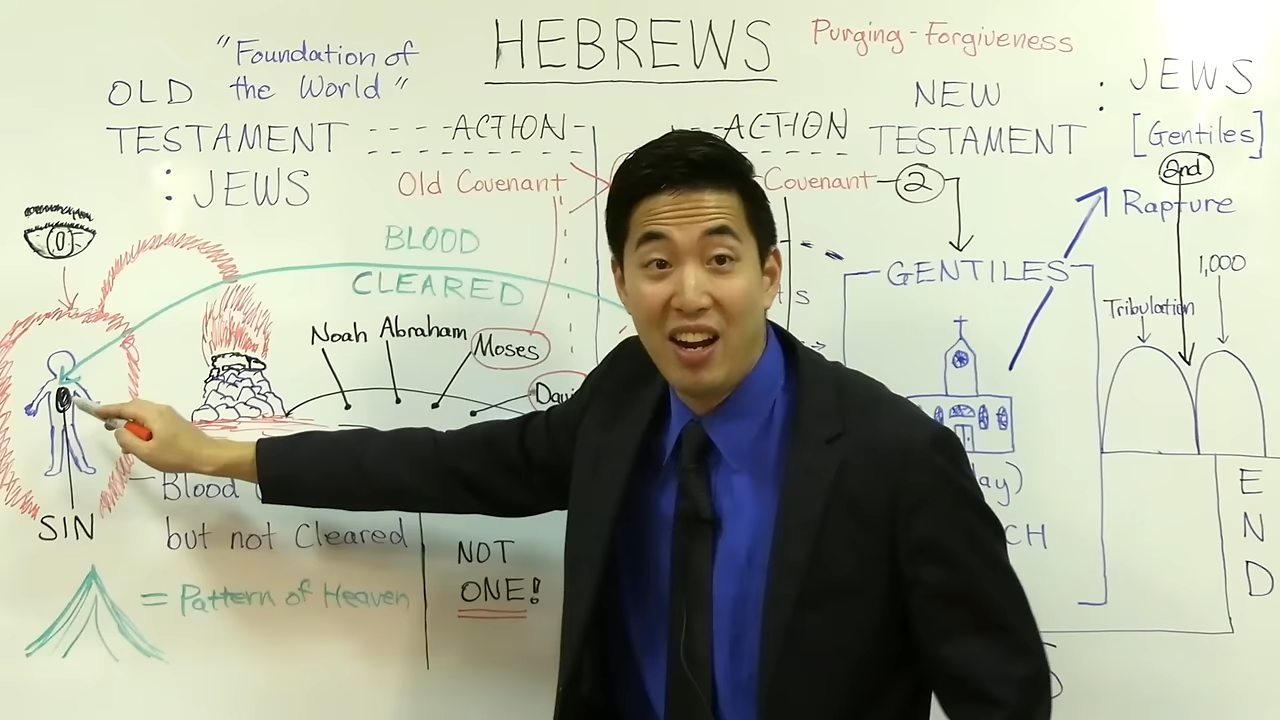 HEBREWS
Purging - Forgiveness
"Foundation of
the World"
OLD
TESTAMENT
: JEWS
ACTION
ACTION
NEW
TESTAMENT
: JEWS
[Gentiles]
2nd
Old Covenant
Covenant
2
Rapture
BLOOD
CLEARED
GENTILES
1,000
Tribulation
Noah
Abraham
Moses
SIN
Blood
but not Cleared
= Pattern of Heaven
NOT
ONE!
END